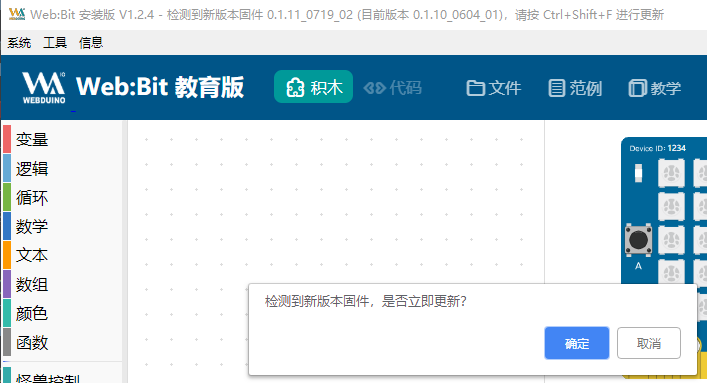 Web:Bit 安装版 V1.2.4 - 检测到新版本固件 0.1.11_0719_02 (目前版本 0.1.10_0604_01)，请按 Ctrl+Shift+F 进行更新
系统 工具 信息
WEBDUINO Web:Bit 教育版 积木 代码 文件 范例 教学
变量
逻辑
循环
数学
文本
数组
颜色
函数
怪兽控制
Device ID: 1234
A
检测到新版本固件，是否立即更新?
确定 取消